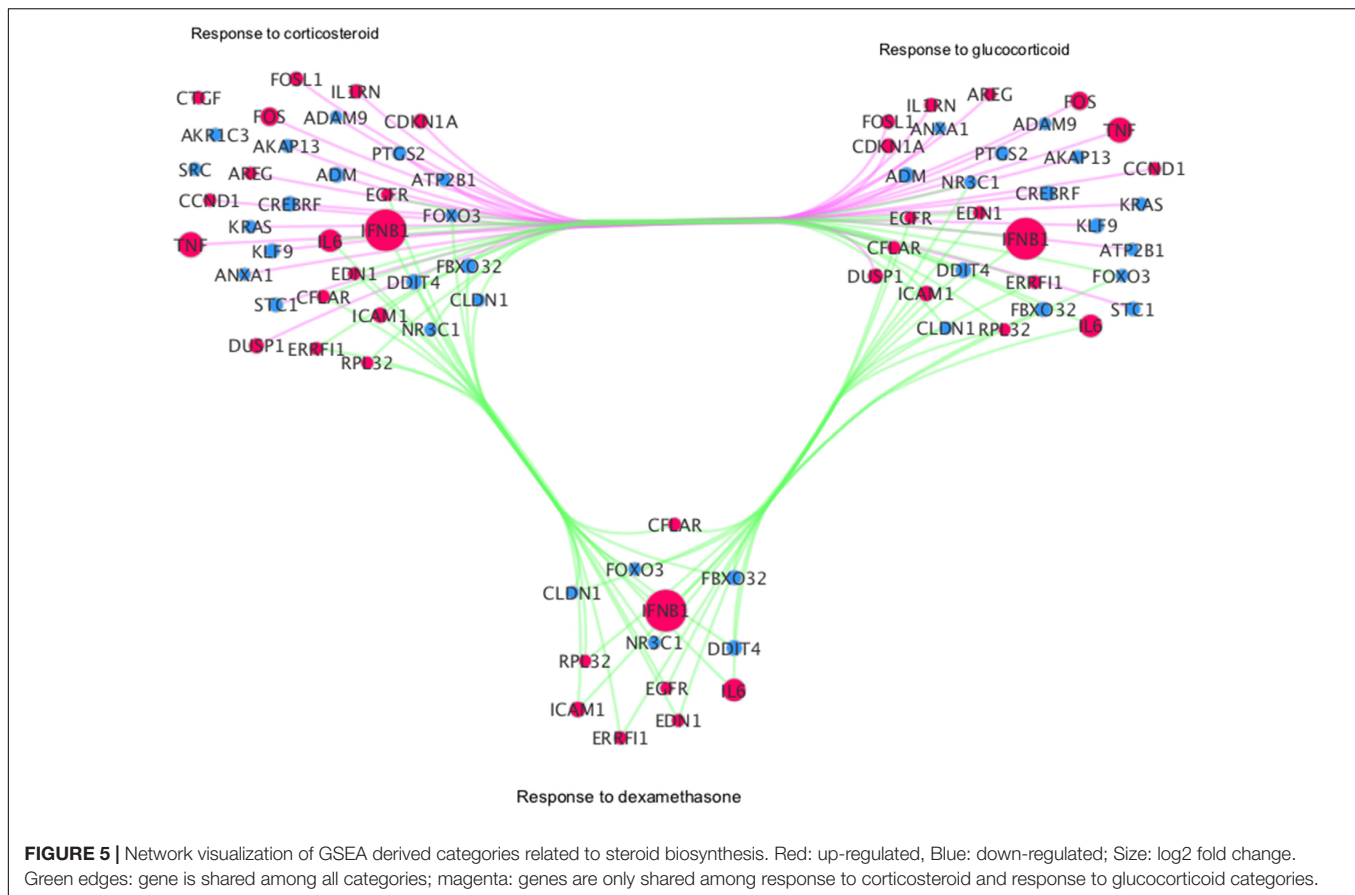 Response to corticosteroid
FOSL1
IL1RN
CTGF
FOS
ADAM9
CDKN1A
AKR1C3
AKAP13
PTGS2
SRC
AREG
ADM
ATP2B1
EGFR
CCND1
CREBRF
FOXO3
KRAS
IFNB1
TNF
IL6
KLF9
FBXO32
ANXA1
EDN1
DDIT4
STC1
CFLAR
CLDN1
ICAM1
NR3C1
DUSP1
ERRFI1
RPL32
Response to glucocorticoid
AREG
IL1RN
FOS
FOSL1
ANXA1
ADAM9
TNF
CDKN1A
PTGS2
AKAP13
CCND1
ADM
NR3C1
CREBRF
KRAS
EGFR
EDN1
KLF9
IFNB1
CFLAR
ATP2B1
DUSP1
DDIT4
ERRFI1
FOXO3
ICAM1
FBXO32
STC1
CLDN1
RPL32
IL6
CFLAR
FOXO3
FBXO32
CLDN1
IFNB1
NR3C1
DDIT4
RPL32
EGFR
IL6
ICAM1
EDN1
ERRFI1
Response to dexamethasone
FIGURE 5 | Network visualization of GSEA derived categories related to steroid biosynthesis. Red: up-regulated, Blue: down-regulated; Size: log2 fold change.
Green edges: gene is shared among all categories; magenta: genes are only shared among response to corticosteroid and response to glucocorticoid categories.